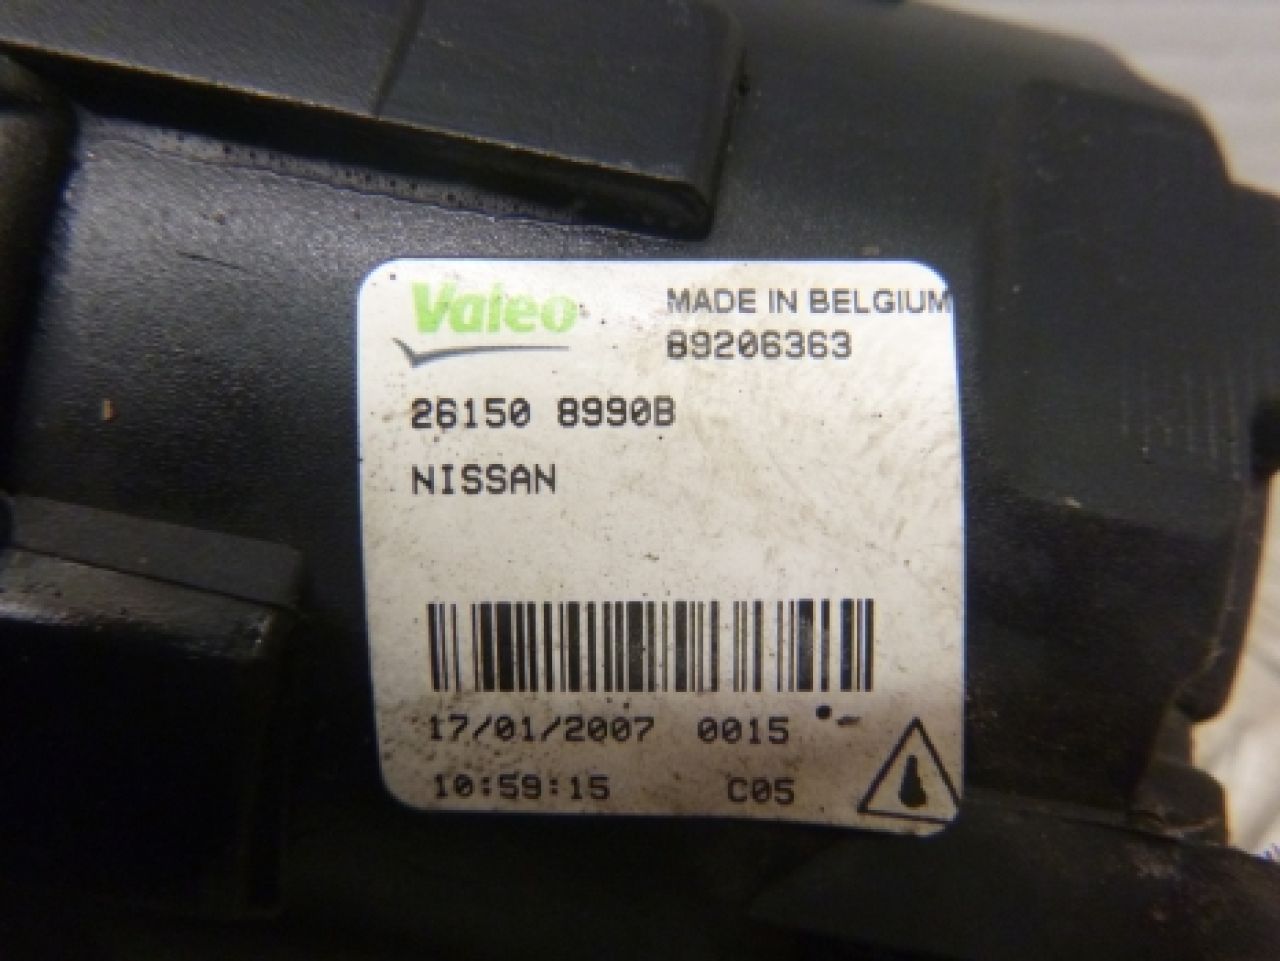 Valeo
MADE IN BELGIUM
89206363
26150 8990B
NISSAN
17/01/2007 0015
10:59:15 C05